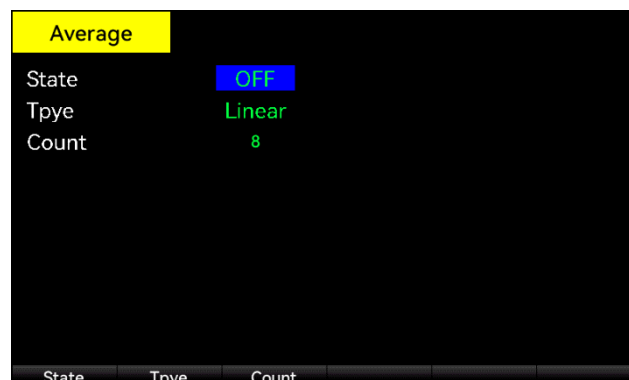 Average
State OFF
Tpye Linear
Count 8
State Tpye Count